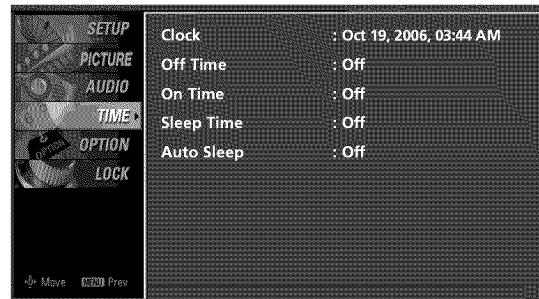 SETUP
PICTURE
AUDIO
TIME
OPTION
LOCK
Clock : Oct 19, 2006, 03:44 AM
Off Time : Off
On Time : Off
Sleep Time : Off
Auto Sleep : Off
OPTION
Move MENU Prev